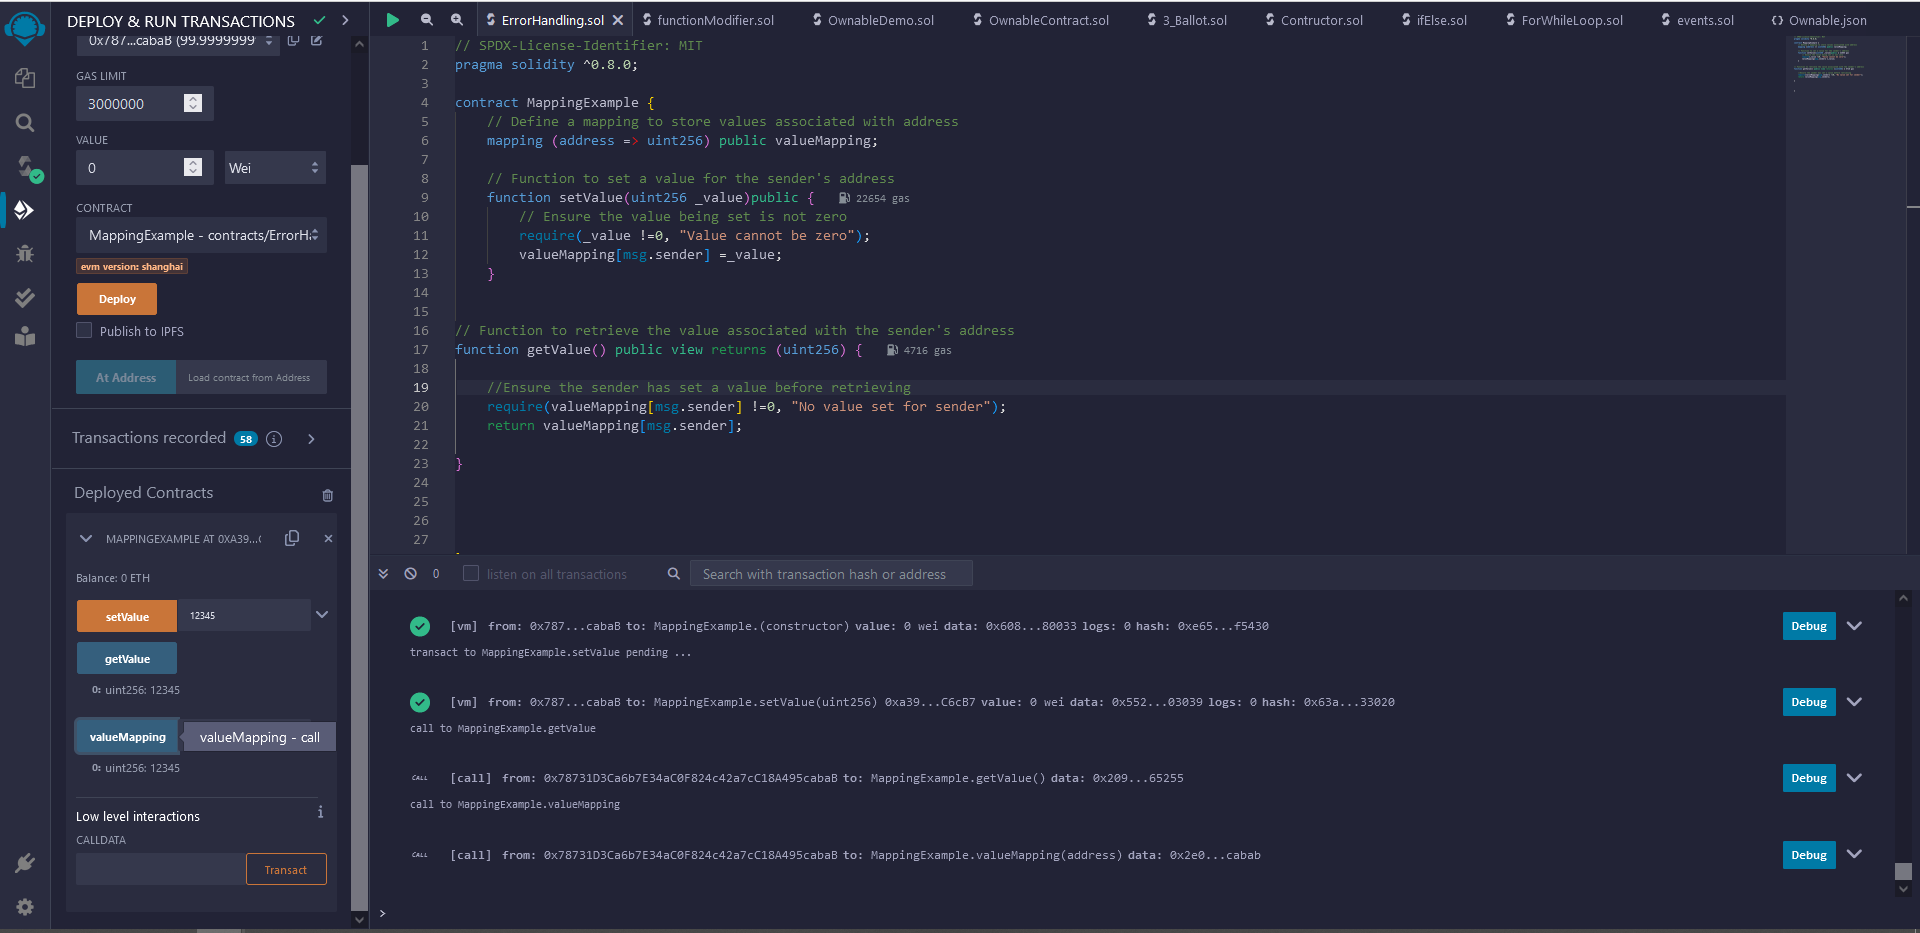 DEPLOY & RUN TRANSACTIONS
0x787...cabaB (99.9999999
GAS LIMIT
3000000
VALUE
0
Wei
CONTRACT
MappingExample - contracts/ErrorH
evm version: shanghai
Deploy
Publish to IPFS
At Address
Load contract from Address
Transactions recorded 58 i
Deployed Contracts
MAPPINGEXAMPLE AT 0XA39...
Balance: 0 ETH
setValue
12345
getValue
0: uint256: 12345
valueMapping
valueMapping - call
0: uint256: 12345
Low level interactions
i
CALLDATA
Transact
ErrorHandling.sol
functionModifier.sol
OwnableDemo.sol
OwnableContract.sol
3_Ballot.sol
Contructor.sol
ifElse.sol
ForWhileLoop.sol
events.sol
Ownable.json
1 // SPDX-License-Identifier: MIT
2 pragma solidity ^0.8.0;
3
4 contract MappingExample {
5 // Define a mapping to store values associated with address
6 mapping (address => uint256) public valueMapping;
7
8 // Function to set a value for the sender's address
9 function setValue(uint256 _value)public { 22654 gas
10 // Ensure the value being set is not zero
11 require(_value !=0, "Value cannot be zero");
12 valueMapping[msg.sender] =_value;
13 }
14
15
16 // Function to retrieve the value associated with the sender's address
17 function getValue() public view returns (uint256) { 4716 gas
18
19 //Ensure the sender has set a value before retrieving
20 require(valueMapping[msg.sender] !=0, "No value set for sender");
21 return valueMapping[msg.sender];
22
23 }
24
25
26
27
0
listen on all transactions
Search with transaction hash or address
[vm] from: 0x787...cabaB to: MappingExample.(constructor) value: 0 wei data: 0x608...80033 logs: 0 hash: 0xe65...f5430
Debug
transact to MappingExample.setValue pending ...
[vm] from: 0x787...cabaB to: MappingExample.setValue(uint256) 0xa39...C6cB7 value: 0 wei data: 0x552...03039 logs: 0 hash: 0x63a...33020
Debug
call to MappingExample.getValue
CALL [call] from: 0x78731D3Ca6b7E34aC0F824c42a7cC18A495cabaB to: MappingExample.getValue() data: 0x209...65255
Debug
call to MappingExample.valueMapping
CALL [call] from: 0x78731D3Ca6b7E34aC0F824c42a7cC18A495cabaB to: MappingExample.valueMapping(address) data: 0x2e0...cabab
Debug
>